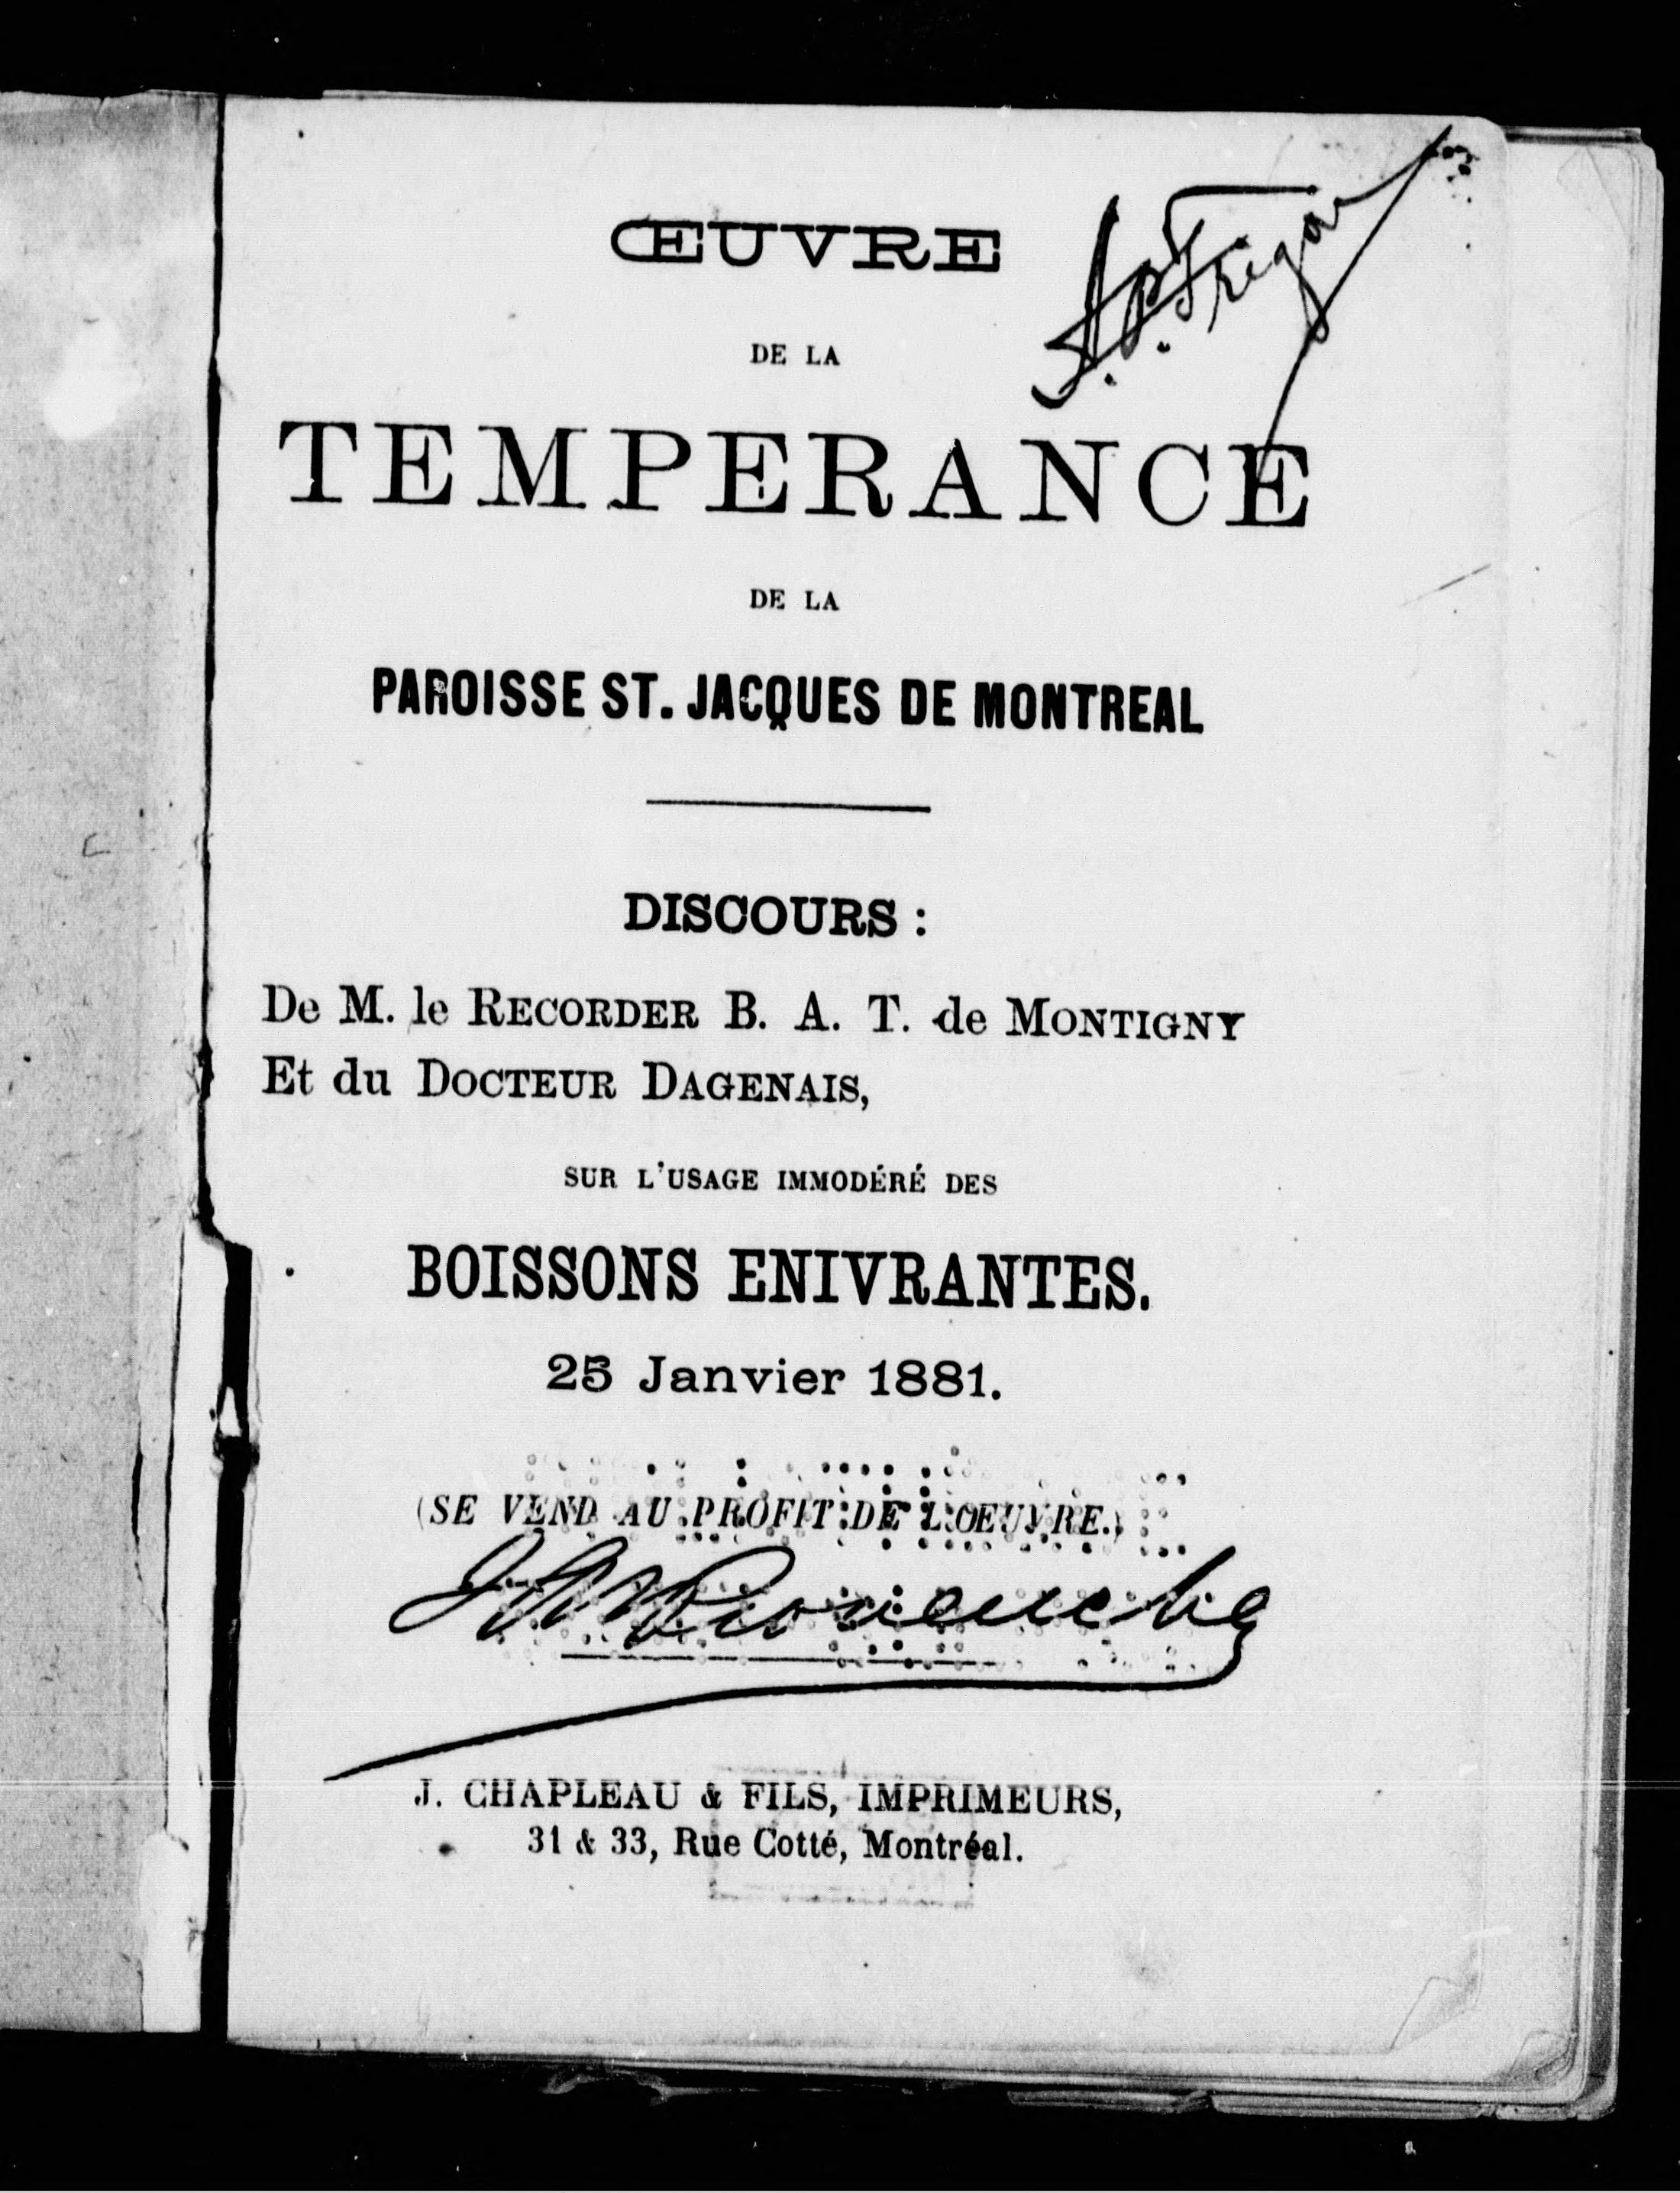 ŒUVRE
DE LA
TEMPERANCE
DE LA
PAROISSE ST. JACQUES DE MONTREAL
DISCOURS :
De M. le RECORDER B. A. T. de MONTIGNY
Et du DOCTEUR DAGENAIS,
SUR L'USAGE IMMODÉRÉ DES
BOISSONS ENIVRANTES.
25 Janvier 1881.
(SE VEND AU PROFIT DE L'OEUVRE.)
J. CHAPLEAU & FILS, IMPRIMEURS,
31 & 33, Rue Cotté, Montréal.